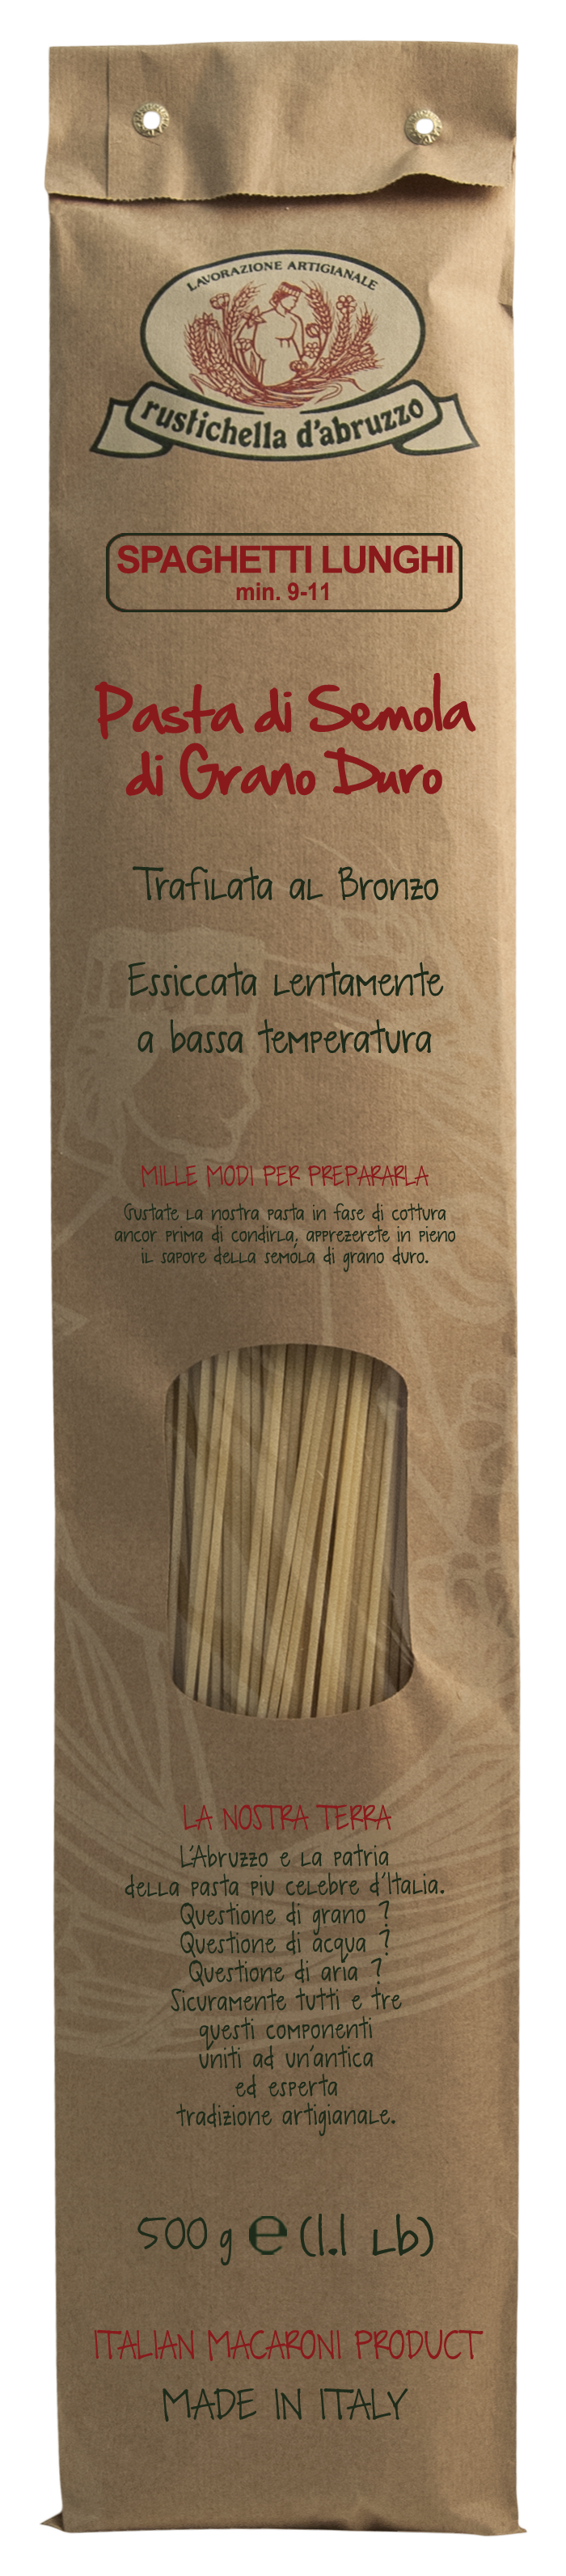 LAVORAZIONE ARTIGIANALE
rustichella d'abruzzo
SPAGHETTI LUNGHI
min. 9-11
Pasta di Semola
di Grano Duro
Trafilata al Bronzo
Essiccata lentamente
a bassa temperatura
MILLE MODI PER PREPARARLA
Gustate la nostra pasta in fase di cottura
ancor prima di condirla, apprezerete in pieno
il sapore della semola di grano duro.
LA NOSTRA TERRA
L'Abruzzo e la patria
della pasta piu celebre d'Italia.
Questione di grano ?
Questione di acqua ?
Questione di aria ?
Sicuramente tutti e tre
questi componenti
uniti ad un'antica
ed esperta
tradizione artigianale.
500 g ℮ (1.1 Lb)
ITALIAN MACARONI PRODUCT
MADE IN ITALY